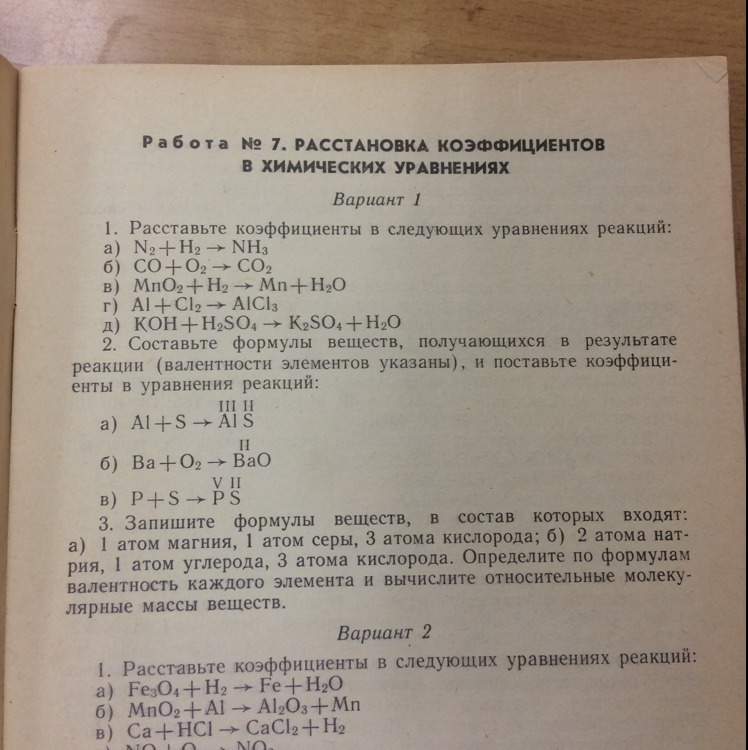 Работа № 7. РАССТАНОВКА КОЭФФИЦИЕНТОВ
В ХИМИЧЕСКИХ УРАВНЕНИЯХ
Вариант 1
1. Расставьте коэффициенты в следующих уравнениях реакций:
а) N₂+H₂→NH₃
б) CO+O₂→CO₂
в) MnO₂+H₂→Mn+H₂O
г) Al+Cl₂→AlCl₃
д) KOH+H₂SO₄→K₂SO₄+H₂O
2. Составьте формулы веществ, получающихся в результате
реакции (валентности элементов указаны), и поставьте коэффици-
енты в уравнения реакций:
III II
а) Al+S→Al S
II
б) Ba+O₂→BaO
V II
в) P+S→P S
3. Запишите формулы веществ, в состав которых входят:
а) 1 атом магния, 1 атом серы, 3 атома кислорода; б) 2 атома нат-
рия, 1 атом углерода, 3 атома кислорода. Определите по формулам
валентность каждого элемента и вычислите относительные молеку-
лярные массы веществ.
Вариант 2
1. Расставьте коэффициенты в следующих уравнениях реакций:
а) Fe₃O₄+H₂→Fe+H₂O
б) MnO₂+Al→Al₂O₃+Mn
в) Ca+HCl→CaCl₂+H₂